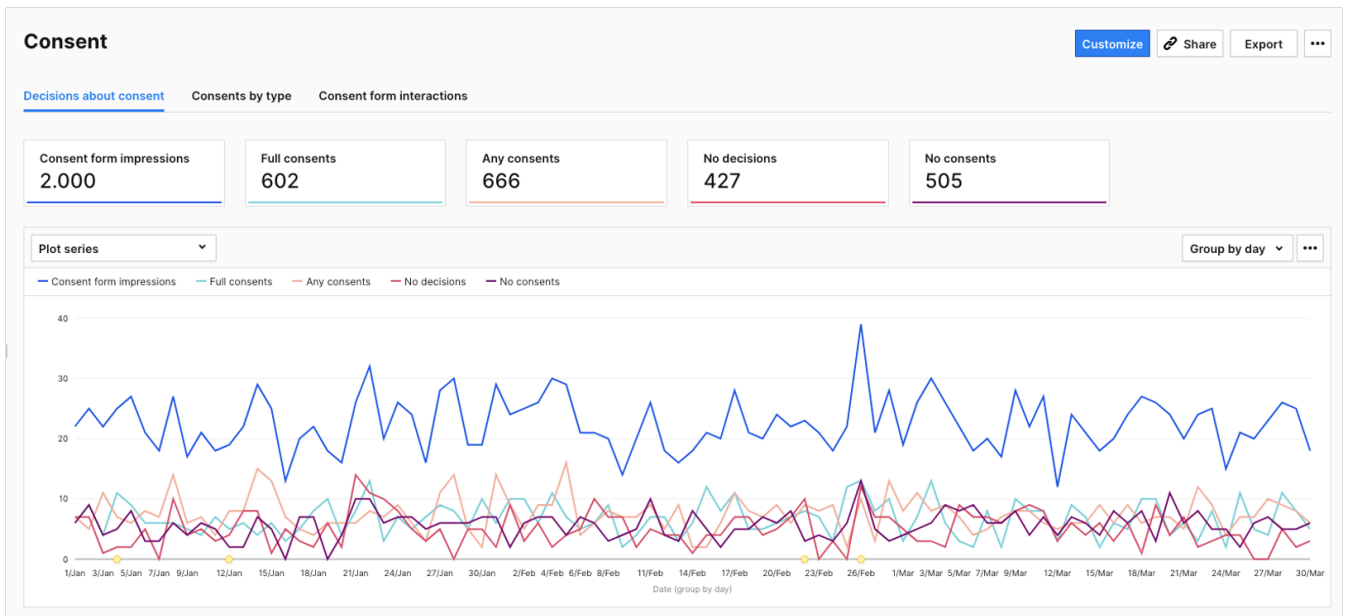 Consent
Customize
Share
Export
Decisions about consent
Consents by type
Consent form interactions
Consent form impressions
2.000
Full consents
602
Any consents
666
No decisions
427
No consents
505
Plot series
Group by day
Consent form impressions
Full consents
Any consents
No decisions
No consents
40
30
20
10
0
1/Jan 3/Jan 5/Jan 7/Jan 9/Jan 12/Jan 15/Jan 18/Jan 21/Jan 24/Jan 27/Jan 30/Jan 2/Feb 4/Feb 6/Feb 8/Feb 11/Feb 14/Feb 17/Feb 20/Feb 23/Feb 26/Feb 1/Mar 3/Mar 5/Mar 7/Mar 9/Mar 12/Mar 15/Mar 18/Mar 21/Mar 24/Mar 27/Mar 30/Mar
Date (group by day)